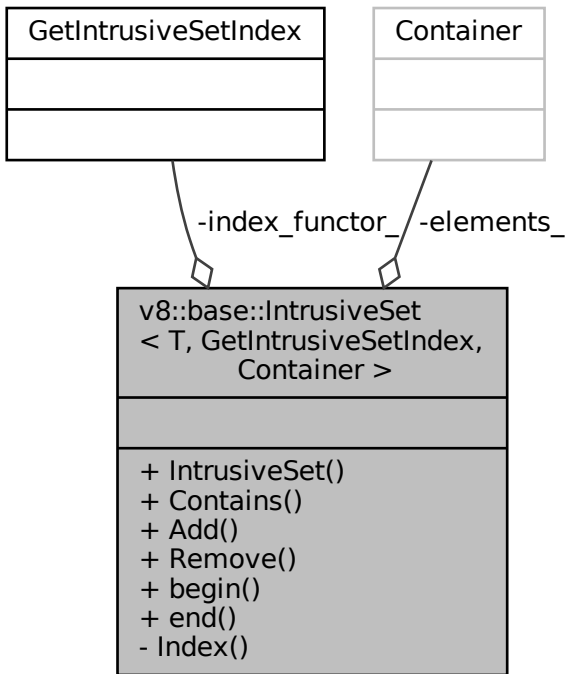 GetIntrusiveSetIndex
Container
-index_functor_
-elements_
v8::base::IntrusiveSet
< T, GetIntrusiveSetIndex,
Container >
+ IntrusiveSet()
+ Contains()
+ Add()
+ Remove()
+ begin()
+ end()
- Index()